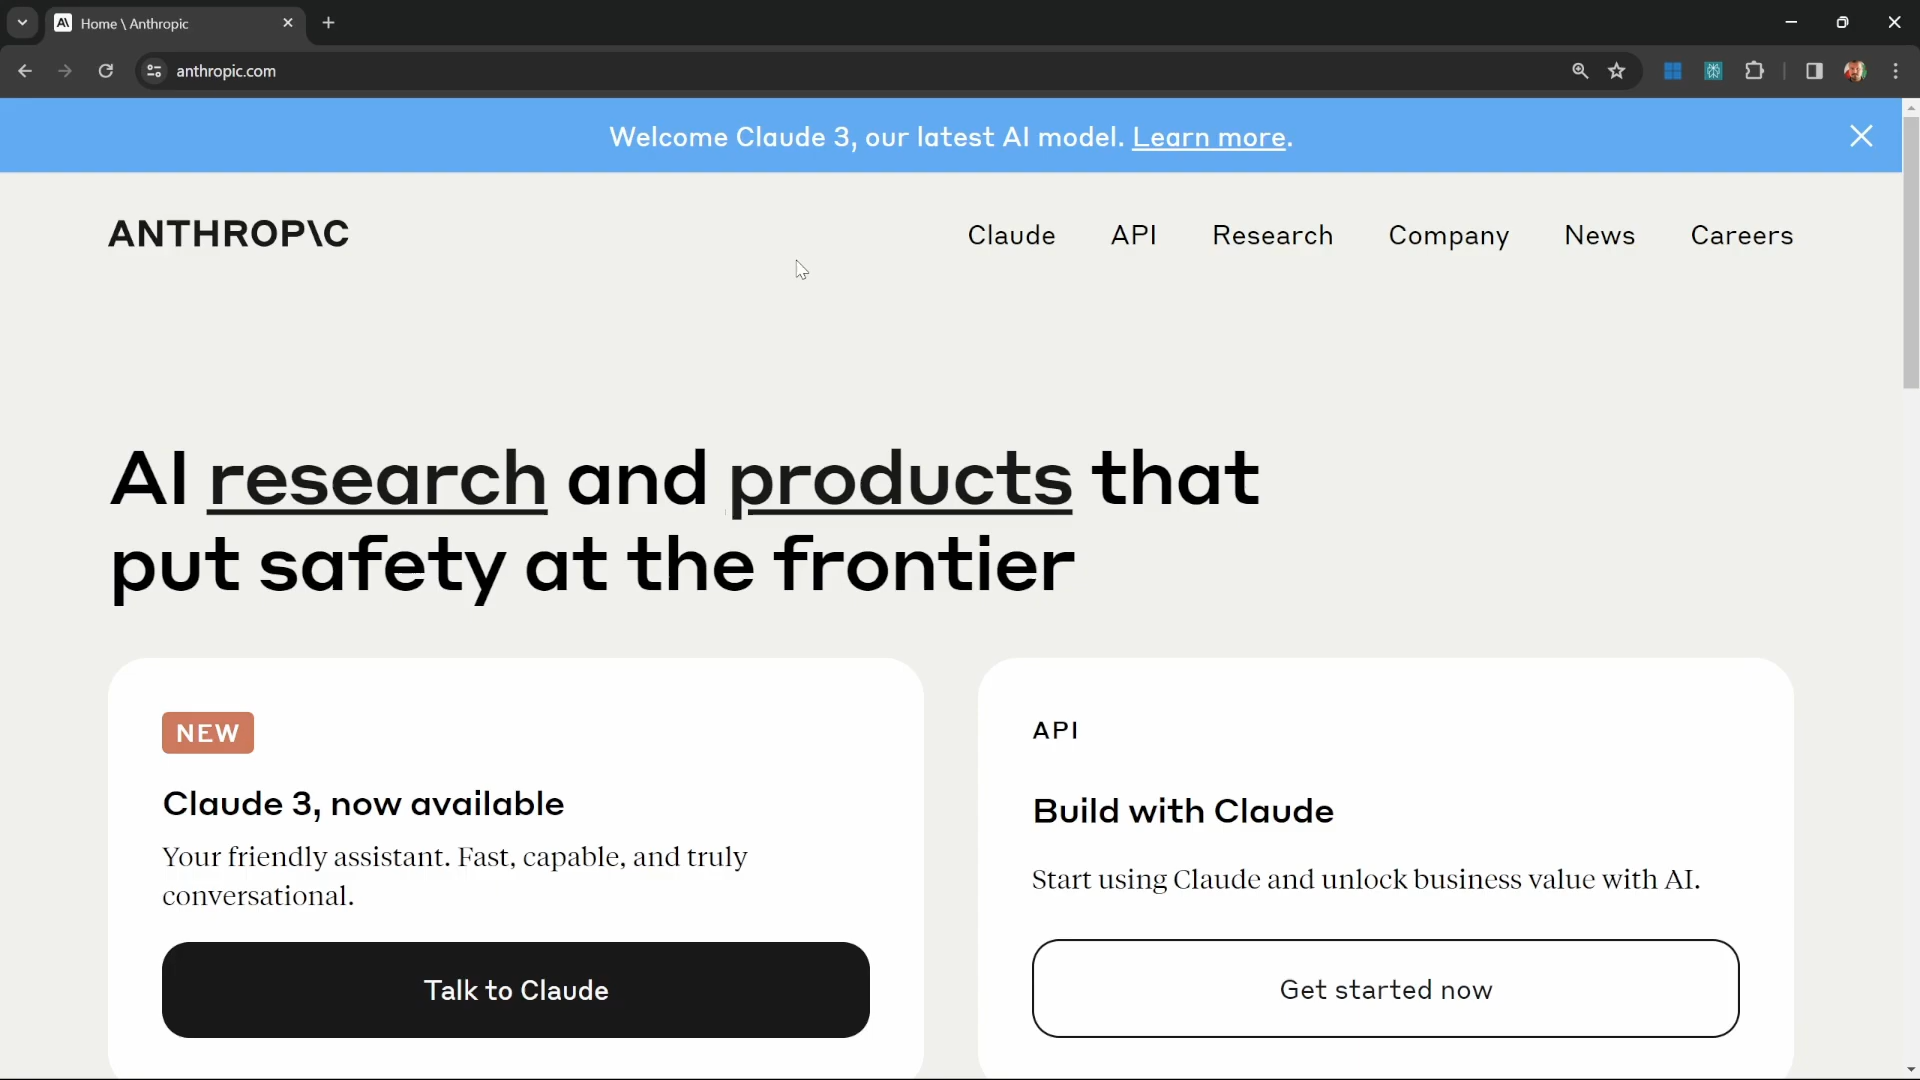 Home \ Anthropic
anthropic.com
Welcome Claude 3, our latest AI model. Learn more.
ANTHROP\C
Claude API Research Company News Careers
AI research and products that
put safety at the frontier
NEW
Claude 3, now available
Your friendly assistant. Fast, capable, and truly
conversational.
Talk to Claude
API
Build with Claude
Start using Claude and unlock business value with AI.
Get started now